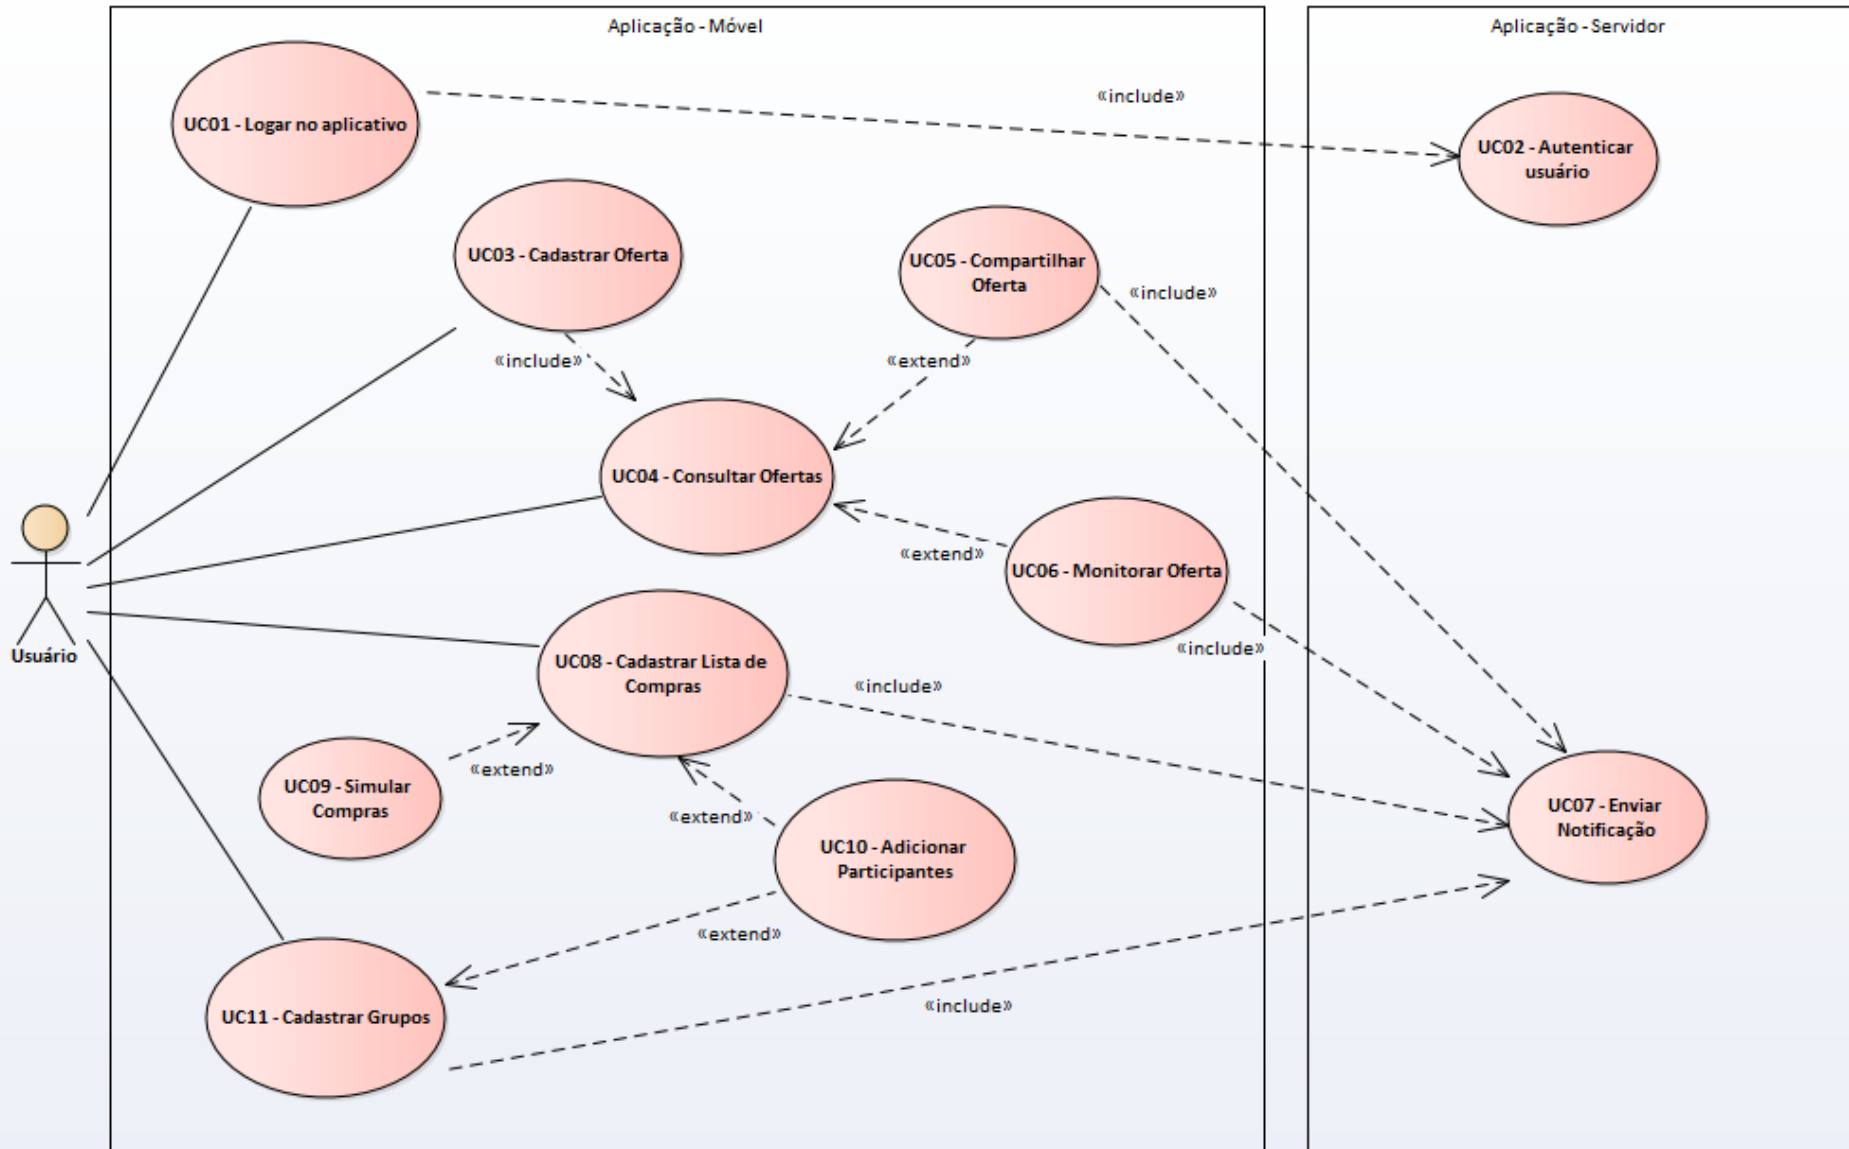 Aplicação - Móvel
Aplicação - Servidor
UC01 - Logar no aplicativo
«include»
UC02 - Autenticar
usuário
UC03 - Cadastrar Oferta
UC05 - Compartilhar
Oferta
«include»
«include»
«extend»
UC04 - Consultar Ofertas
«extend»
UC06 - Monitorar Oferta
«include»
Usuário
UC08 - Cadastrar Lista de
Compras
«include»
«extend»
UC09 - Simular
Compras
«extend»
UC07 - Enviar
Notificação
UC10 - Adicionar
Participantes
«extend»
«include»
UC11 - Cadastrar Grupos